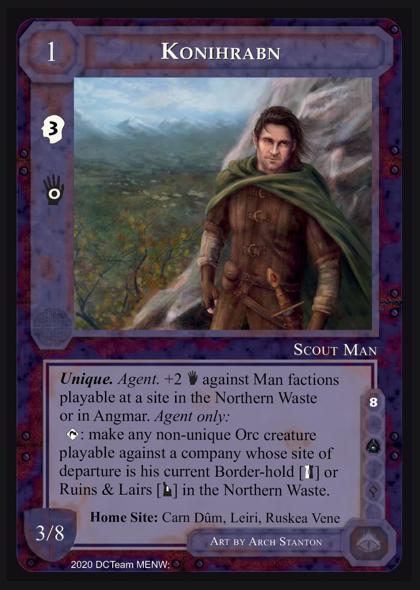 1
KONIHRABN
3
0
SCOUT MAN
Unique. Agent. +2 against Man factions
playable at a site in the Northern Waste
or in Angmar. Agent only:
: make any non-unique Orc creature
playable against a company whose site of
departure is his current Border-hold [ ] or
Ruins & Lairs [ ] in the Northern Waste.
8
Home Site: Carn Dûm, Leiri, Ruskea Vene
3/8
ART BY ARCH STANTON
2020 DCTeam MENW: